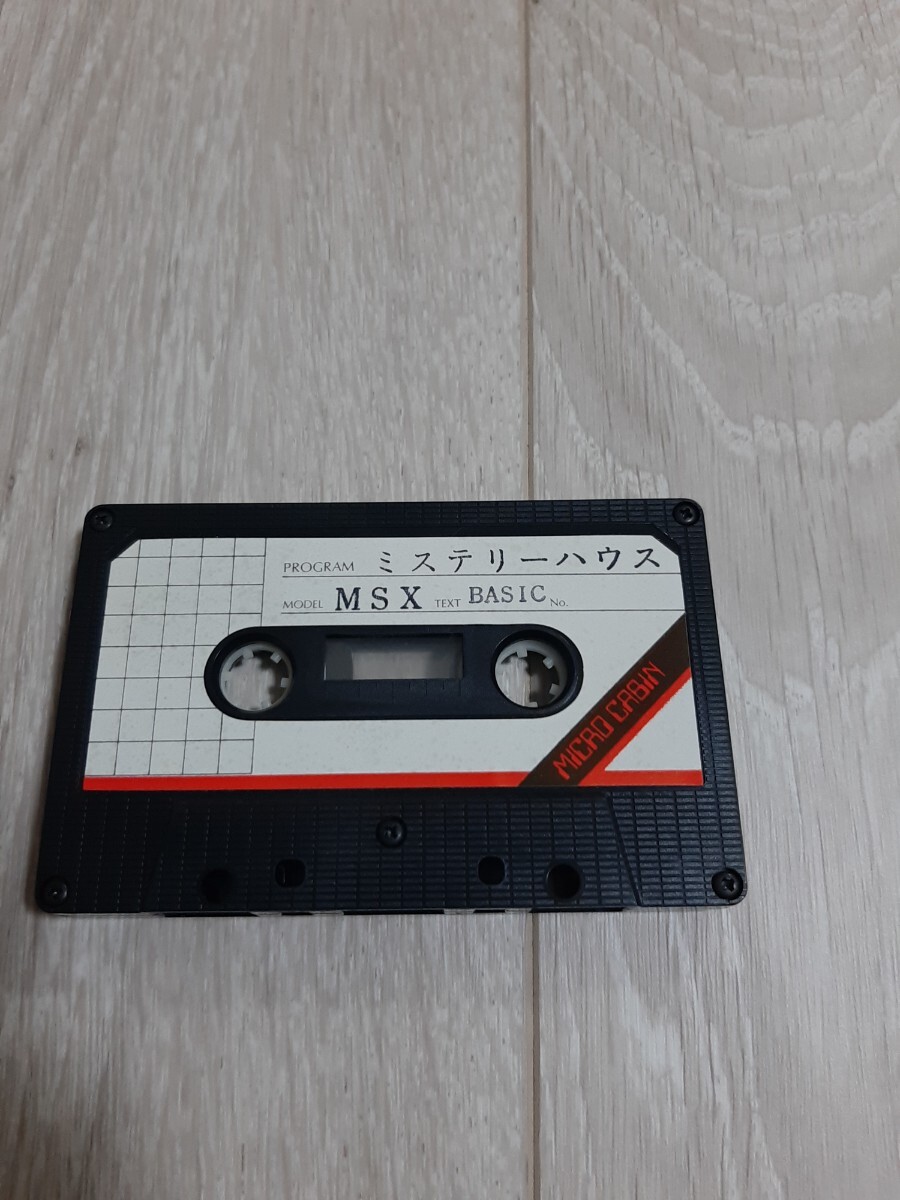 PROGRAM ミステリーハウス
MODEL MSX TEXT BASIC No.
MICRO CABIN